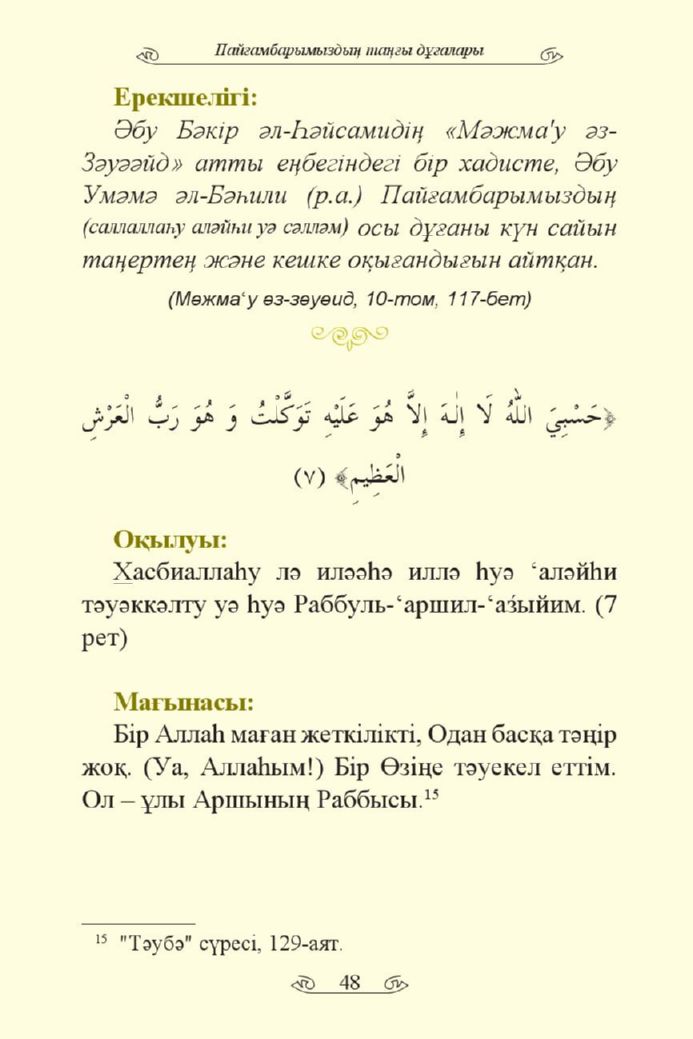 Пайғамбарымыздың таңғы дұғалары
Ерекшелігі:
Әбу Бәкір әл-Һәйсамидің «Мәжма'у әз-
Зәуәәйд» атты еңбегіндегі бір хадисте, Әбу
Умәмә әл-Бәһили (р.а.) Пайғамбарымыздың
(саллаллаһу аләйһи уә сәлләм) осы дұғаны күн сайын
таңертең және кешке оқығандығын айтқан.
(Мәжма‘у әз-зәуәид, 10-том, 117-бет)
﴿حَسْبِيَ اللّٰهُ لَا إِلٰهَ إِلاَّ هُوَ عَلَيْهِ تَوَكَّلْتُ وَ هُوَ رَبُّ الْعَرْشِ
الْعَظِيمِ﴾ (٧)
Оқылуы:
Хасбиаллаһу лә иләәһә иллә һуә ‘аләйһи
тәуәккәлту уә һуә Раббуль-‘аршил-‘аз́ыйим. (7
рет)
Мағынасы:
Бір Аллаһ маған жеткілікті, Одан басқа тәңір
жоқ. (Уа, Аллаһым!) Бір Өзіңе тәуекел еттім.
Ол – ұлы Аршының Раббысы.¹⁵
¹⁵ "Тәубә" сүресі, 129-аят.
48